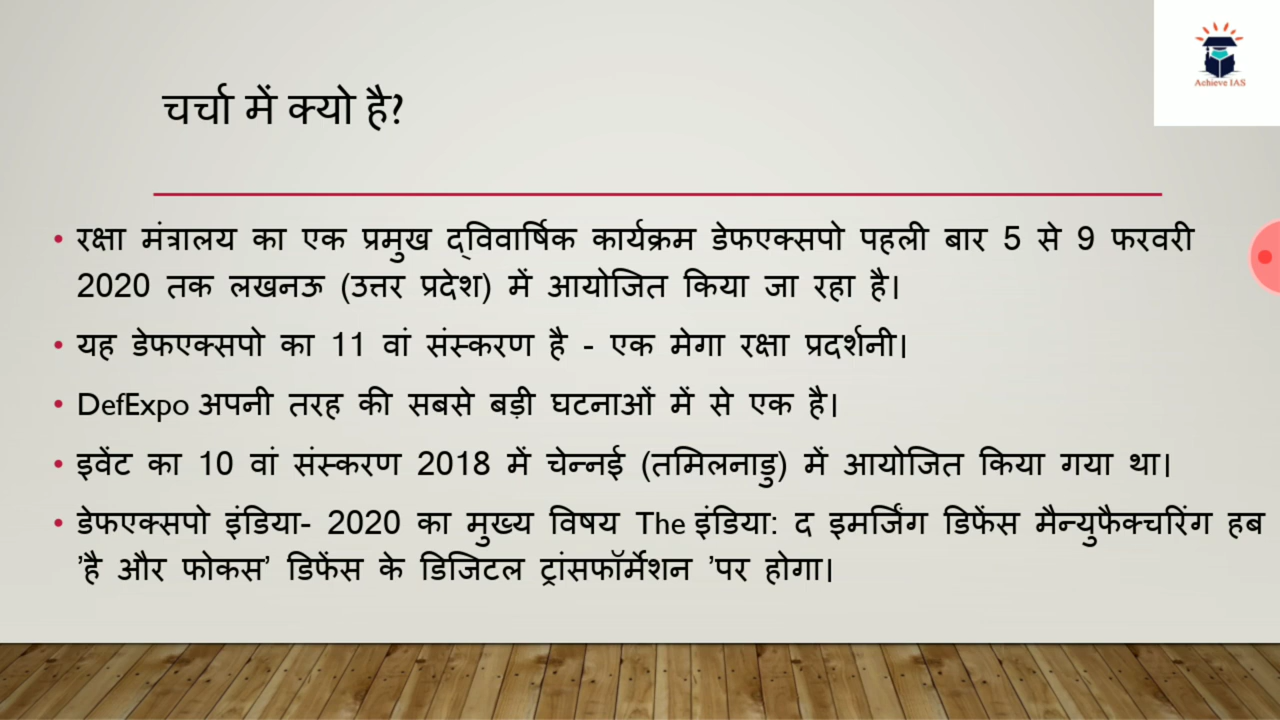 Achieve IAS
चर्चा में क्यो है?
• रक्षा मंत्रालय का एक प्रमुख द्विवार्षिक कार्यक्रम डेफएक्सपो पहली बार 5 से 9 फरवरी
2020 तक लखनऊ (उत्तर प्रदेश) में आयोजित किया जा रहा है।
• यह डेफएक्सपो का 11 वां संस्करण है - एक मेगा रक्षा प्रदर्शनी।
• DefExpo अपनी तरह की सबसे बड़ी घटनाओं में से एक है।
• इवेंट का 10 वां संस्करण 2018 में चेन्नई (तमिलनाडु) में आयोजित किया गया था।
• डेफएक्सपो इंडिया- 2020 का मुख्य विषय The इंडिया: द इमर्जिंग डिफेंस मैन्युफैक्चरिंग हब
’है और फोकस’ डिफेंस के डिजिटल ट्रांसफॉर्मेशन ’पर होगा।